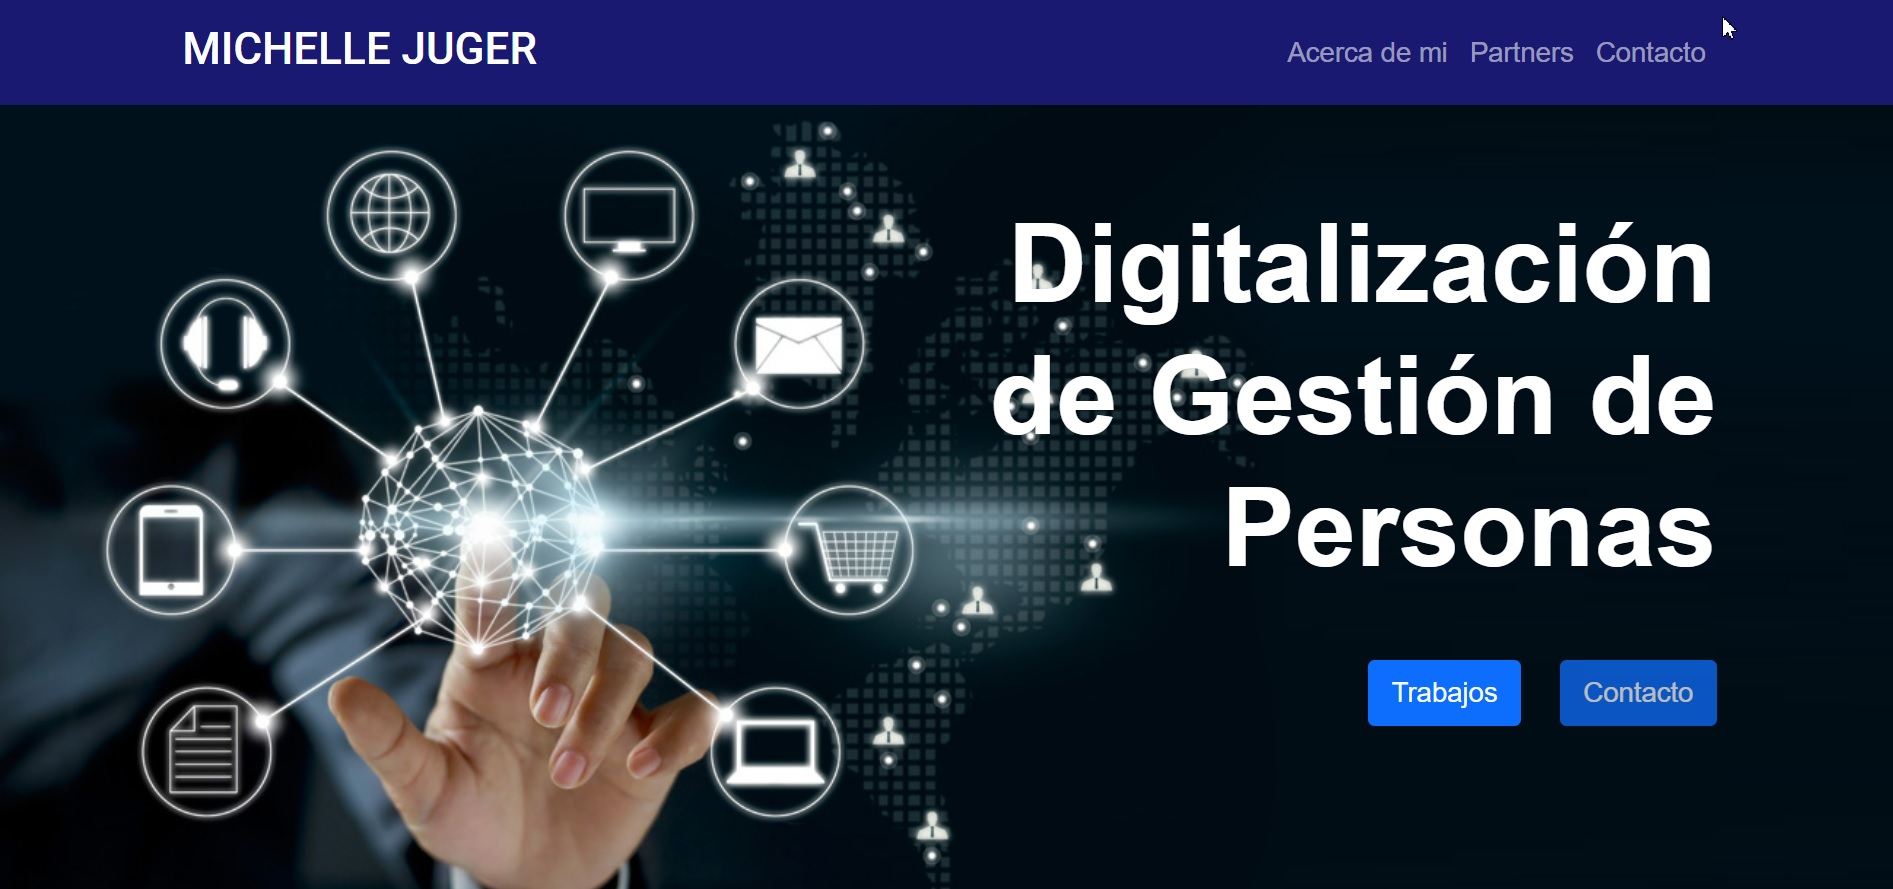 MICHELLE JUGER
Acerca de mi Partners Contacto
Digitalización
de Gestión de
Personas
Trabajos Contacto